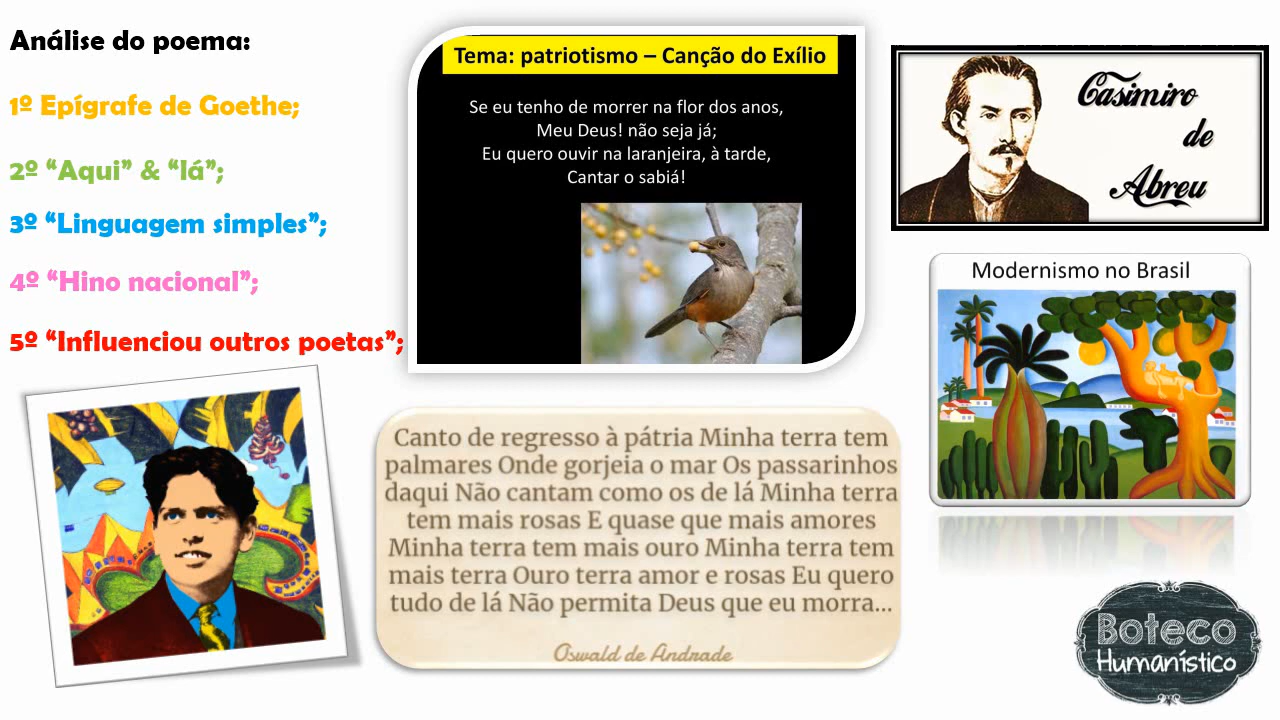 Análise do poema:
1º Epígrafe de Goethe;
2º “Aqui” & “lá”;
3º “Linguagem simples”;
4º “Hino nacional”;
5º “Influenciou outros poetas”;
Tema: patriotismo – Canção do Exílio
Se eu tenho de morrer na flor dos anos,
Meu Deus! não seja já;
Eu quero ouvir na laranjeira, à tarde,
Cantar o sabiá!
Casimiro
de
Abreu
Modernismo no Brasil
Canto de regresso à pátria Minha terra tem
palmares Onde gorjeia o mar Os passarinhos
daqui Não cantam como os de lá Minha terra
tem mais rosas E quase que mais amores
Minha terra tem mais ouro Minha terra tem
mais terra Ouro terra amor e rosas Eu quero
tudo de lá Não permita Deus que eu morra...
Oswald de Andrade
Boteco
Humanístico